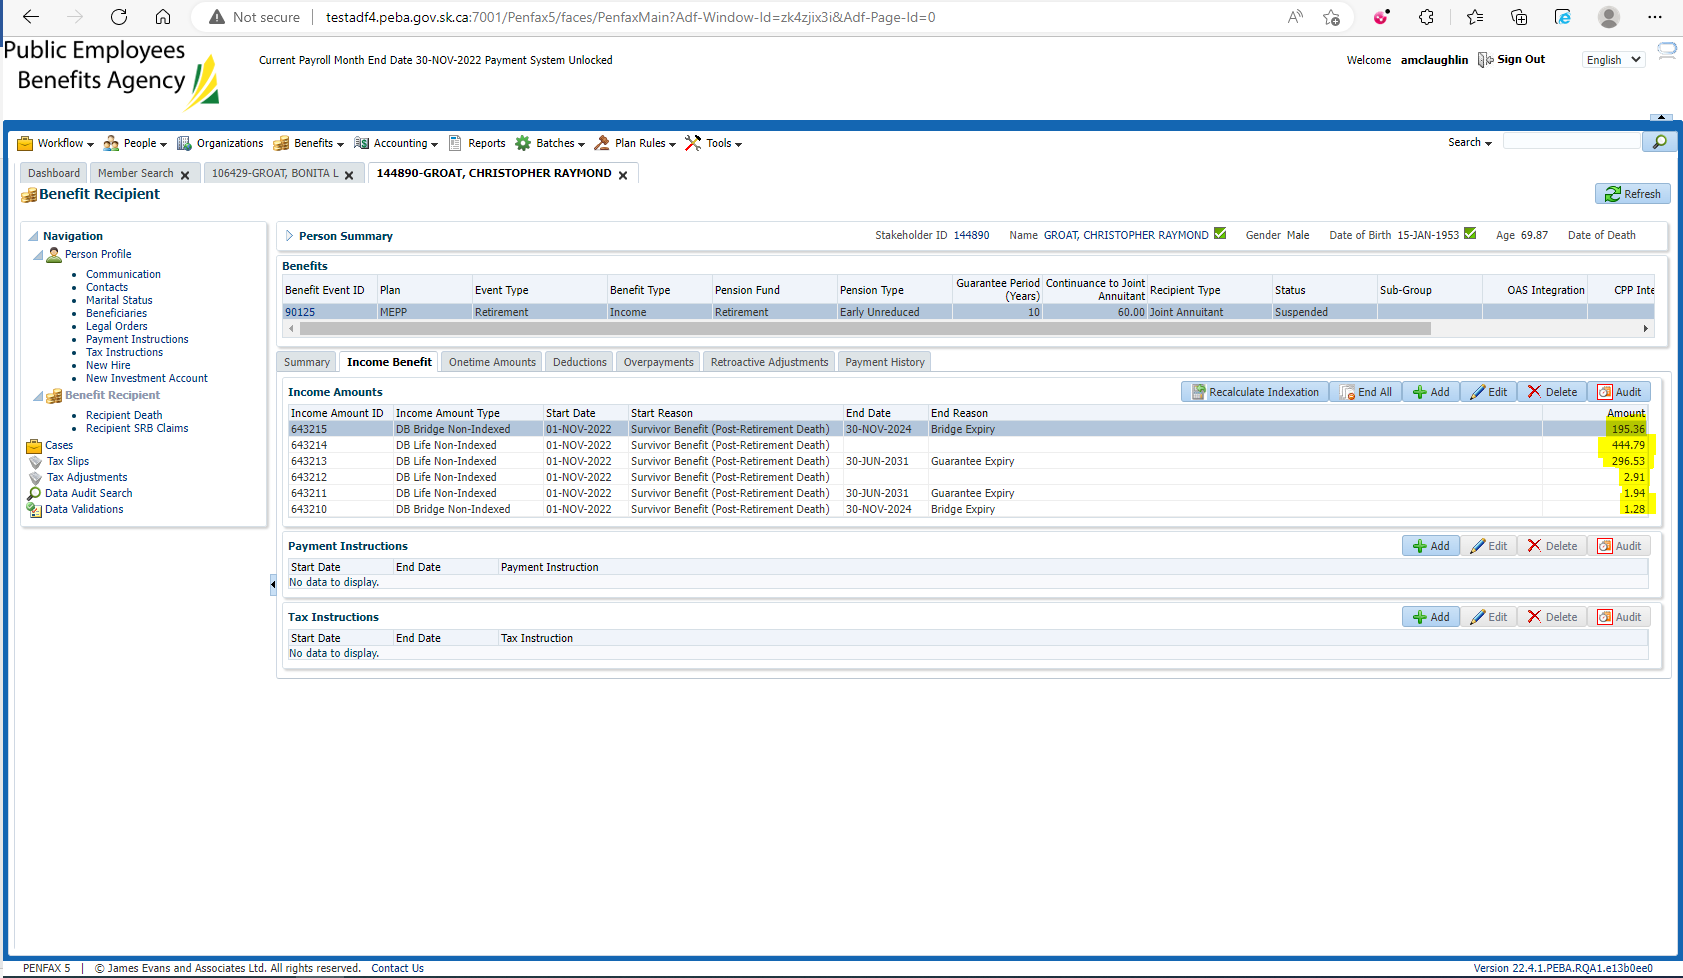 Not secure testadf4.peba.gov.sk.ca:7001/Penfax5/faces/PenfaxMain?Adf-Window-Id=zk4zjix3i&Adf-Page-Id=0
Public Employees
Benefits Agency
Current Payroll Month End Date 30-NOV-2022 Payment System Unlocked
Welcome amclaughlin Sign Out English
Workflow People Organizations Benefits Accounting Reports Batches Plan Rules Tools Search
Dashboard Member Search 106429-GROAT, BONITA L 144890-GROAT, CHRISTOPHER RAYMOND
Benefit Recipient Refresh
Navigation
Person Profile
Communication
Contacts
Marital Status
Beneficiaries
Legal Orders
Payment Instructions
Tax Instructions
New Hire
New Investment Account
Benefit Recipient
Recipient Death
Recipient SRB Claims
Cases
Tax Slips
Tax Adjustments
Data Audit Search
Data Validations
Person Summary Stakeholder ID 144890 Name GROAT, CHRISTOPHER RAYMOND Gender Male Date of Birth 15-JAN-1953 Age 69.87 Date of Death
Benefits
Benefit Event ID Plan Event Type Benefit Type Pension Fund Pension Type Guarantee Period (Years) Continuance to Joint Annuitant Recipient Type Status Sub-Group OAS Integration CPP Inte
90125 MEPP Retirement Income Retirement Early Unreduced 10 60.00 Joint Annuitant Suspended
Summary Income Benefit Onetime Amounts Deductions Overpayments Retroactive Adjustments Payment History
Income Amounts Recalculate Indexation End All Add Edit Delete Audit
Income Amount ID Income Amount Type Start Date Start Reason End Date End Reason Amount
643215 DB Bridge Non-Indexed 01-NOV-2022 Survivor Benefit (Post-Retirement Death) 30-NOV-2024 Bridge Expiry 195.36
643214 DB Life Non-Indexed 01-NOV-2022 Survivor Benefit (Post-Retirement Death) 444.79
643213 DB Life Non-Indexed 01-NOV-2022 Survivor Benefit (Post-Retirement Death) 30-JUN-2031 Guarantee Expiry 296.53
643212 DB Life Non-Indexed 01-NOV-2022 Survivor Benefit (Post-Retirement Death) 2.91
643211 DB Life Non-Indexed 01-NOV-2022 Survivor Benefit (Post-Retirement Death) 30-JUN-2031 Guarantee Expiry 1.94
643210 DB Bridge Non-Indexed 01-NOV-2022 Survivor Benefit (Post-Retirement Death) 30-NOV-2024 Bridge Expiry 1.28
Payment Instructions Add Edit Delete Audit
Start Date End Date Payment Instruction
No data to display.
Tax Instructions Add Edit Delete Audit
Start Date End Date Tax Instruction
No data to display.
PENFAX 5 | © James Evans and Associates Ltd. All rights reserved. Contact Us Version 22.4.1.PEBA.RQA1.e13b0ee0